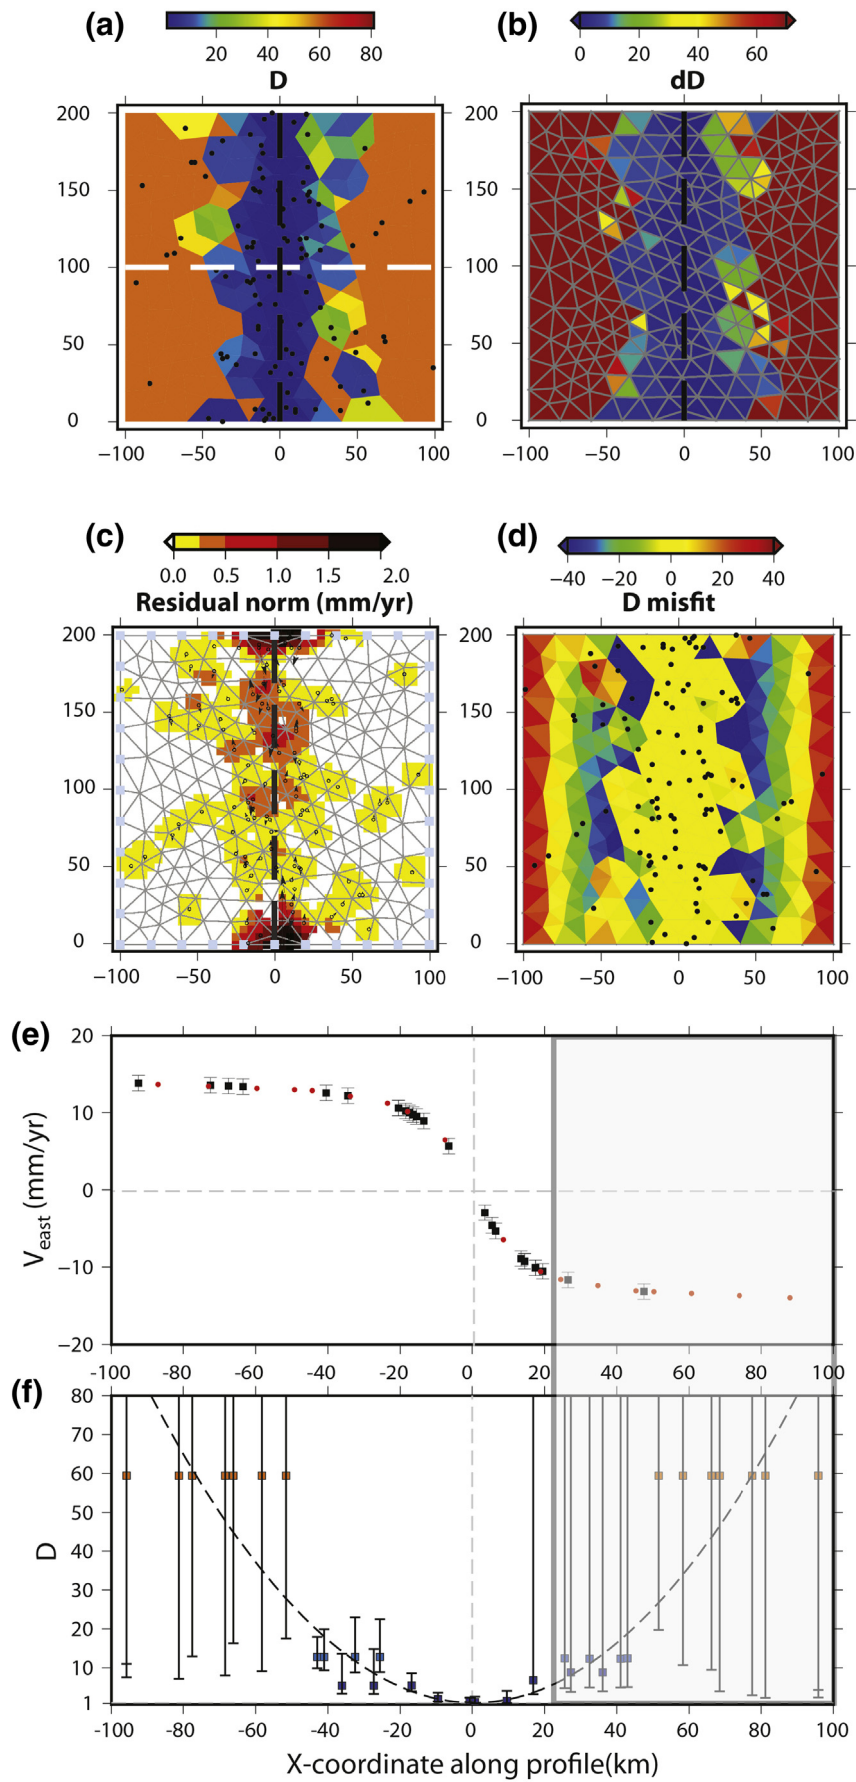 (a)
20 40 60 80
D
(b)
0 20 40 60
dD
200
150
100
50
0
−100 −50 0 50 100
200
150
100
50
0
−100 −50 0 50 100
(c)
0.0 0.5 1.0 1.5 2.0
Residual norm (mm/yr)
(d)
−40 −20 0 20 40
D misfit
200
150
100
50
0
−100 −50 0 50 100
200
150
100
50
0
−100 −50 0 50 100
(e)
20
10
0
−10
−20
Veast (mm/yr)
-100 -80 -60 -40 -20 0 20 40 60 80 100
(f)
80
70
60
50
40
30
20
10
1
D
-100 -80 -60 -40 -20 0 20 40 60 80 100
X-coordinate along profile(km)